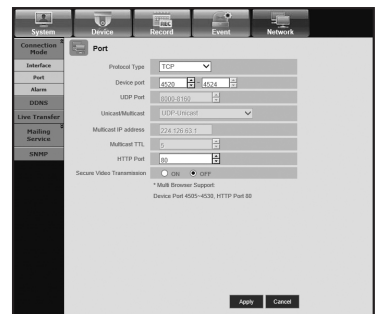 System Device Record Event Network
Connection Mode
Interface
Port
Alarm
DDNS
Live Transfer
Mailing Service
SNMP
Port
Protocol Type TCP
Device port 4520 ~ 4524
UDP Port 8000-8160
Unicast/Multicast UDP-Unicast
Multicast IP address 224.126.63.1
Multicast TTL 5
HTTP Port 80
Secure Video Transmission ON OFF
* Multi Browser Support:
Device Port 4505~4530, HTTP Port 80
Apply Cancel